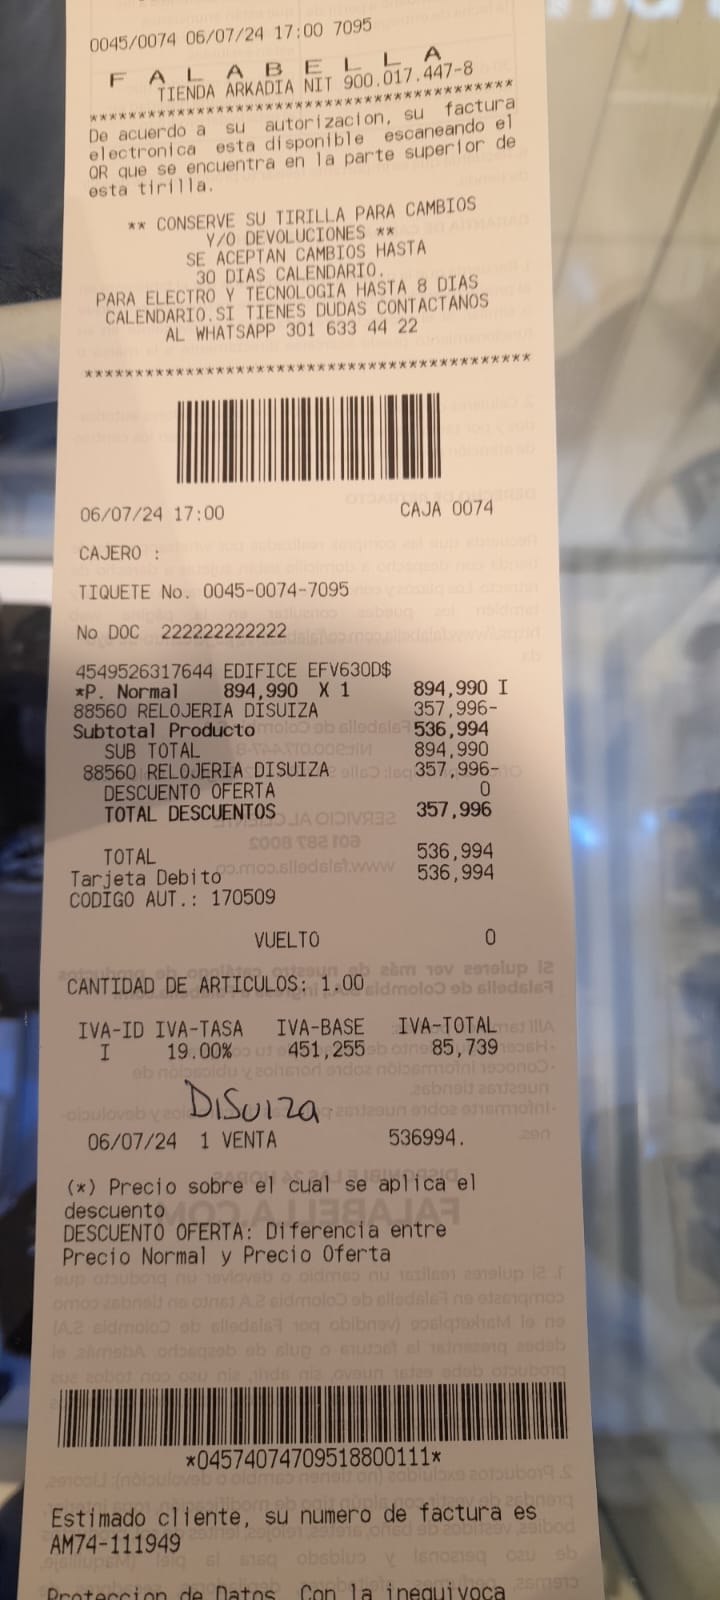 0045/0074 06/07/24 17:00 7095
F A L A B E L L A
TIENDA ARKADIA NIT 900.017.447-8
******************************************
De acuerdo a su autorizacion, su factura
electronica esta disponible escaneando el
QR que se encuentra en la parte superior de
esta tirilla.
** CONSERVE SU TIRILLA PARA CAMBIOS
Y/O DEVOLUCIONES **
SE ACEPTAN CAMBIOS HASTA
30 DIAS CALENDARIO.
PARA ELECTRO Y TECNOLOGIA HASTA 8 DIAS
CALENDARIO.SI TIENES DUDAS CONTACTANOS
AL WHATSAPP 301 633 44 22
******************************************
06/07/24 17:00 CAJA 0074
CAJERO :
TIQUETE No. 0045-0074-7095
No DOC 222222222222
4549526317644 EDIFICE EFV630D$
*P. Normal 894,990 X 1 894,990 I
88560 RELOJERIA DISUIZA 357,996-
Subtotal Producto 536,994
SUB TOTAL 894,990
88560 RELOJERIA DISUIZA 357,996-
DESCUENTO OFERTA 0
TOTAL DESCUENTOS 357,996
TOTAL 536,994
Tarjeta Debito 536,994
CODIGO AUT.: 170509
VUELTO 0
CANTIDAD DE ARTICULOS: 1.00
IVA-ID IVA-TASA IVA-BASE IVA-TOTAL
I 19.00% 451,255 85,739
DISUIZA
06/07/24 1 VENTA 536994.
(*) Precio sobre el cual se aplica el
descuento
DESCUENTO OFERTA: Diferencia entre
Precio Normal y Precio Oferta
*04574074709518800111*
Estimado cliente, su numero de factura es
AM74-111949
Proteccion de Datos. Con la inequivoca